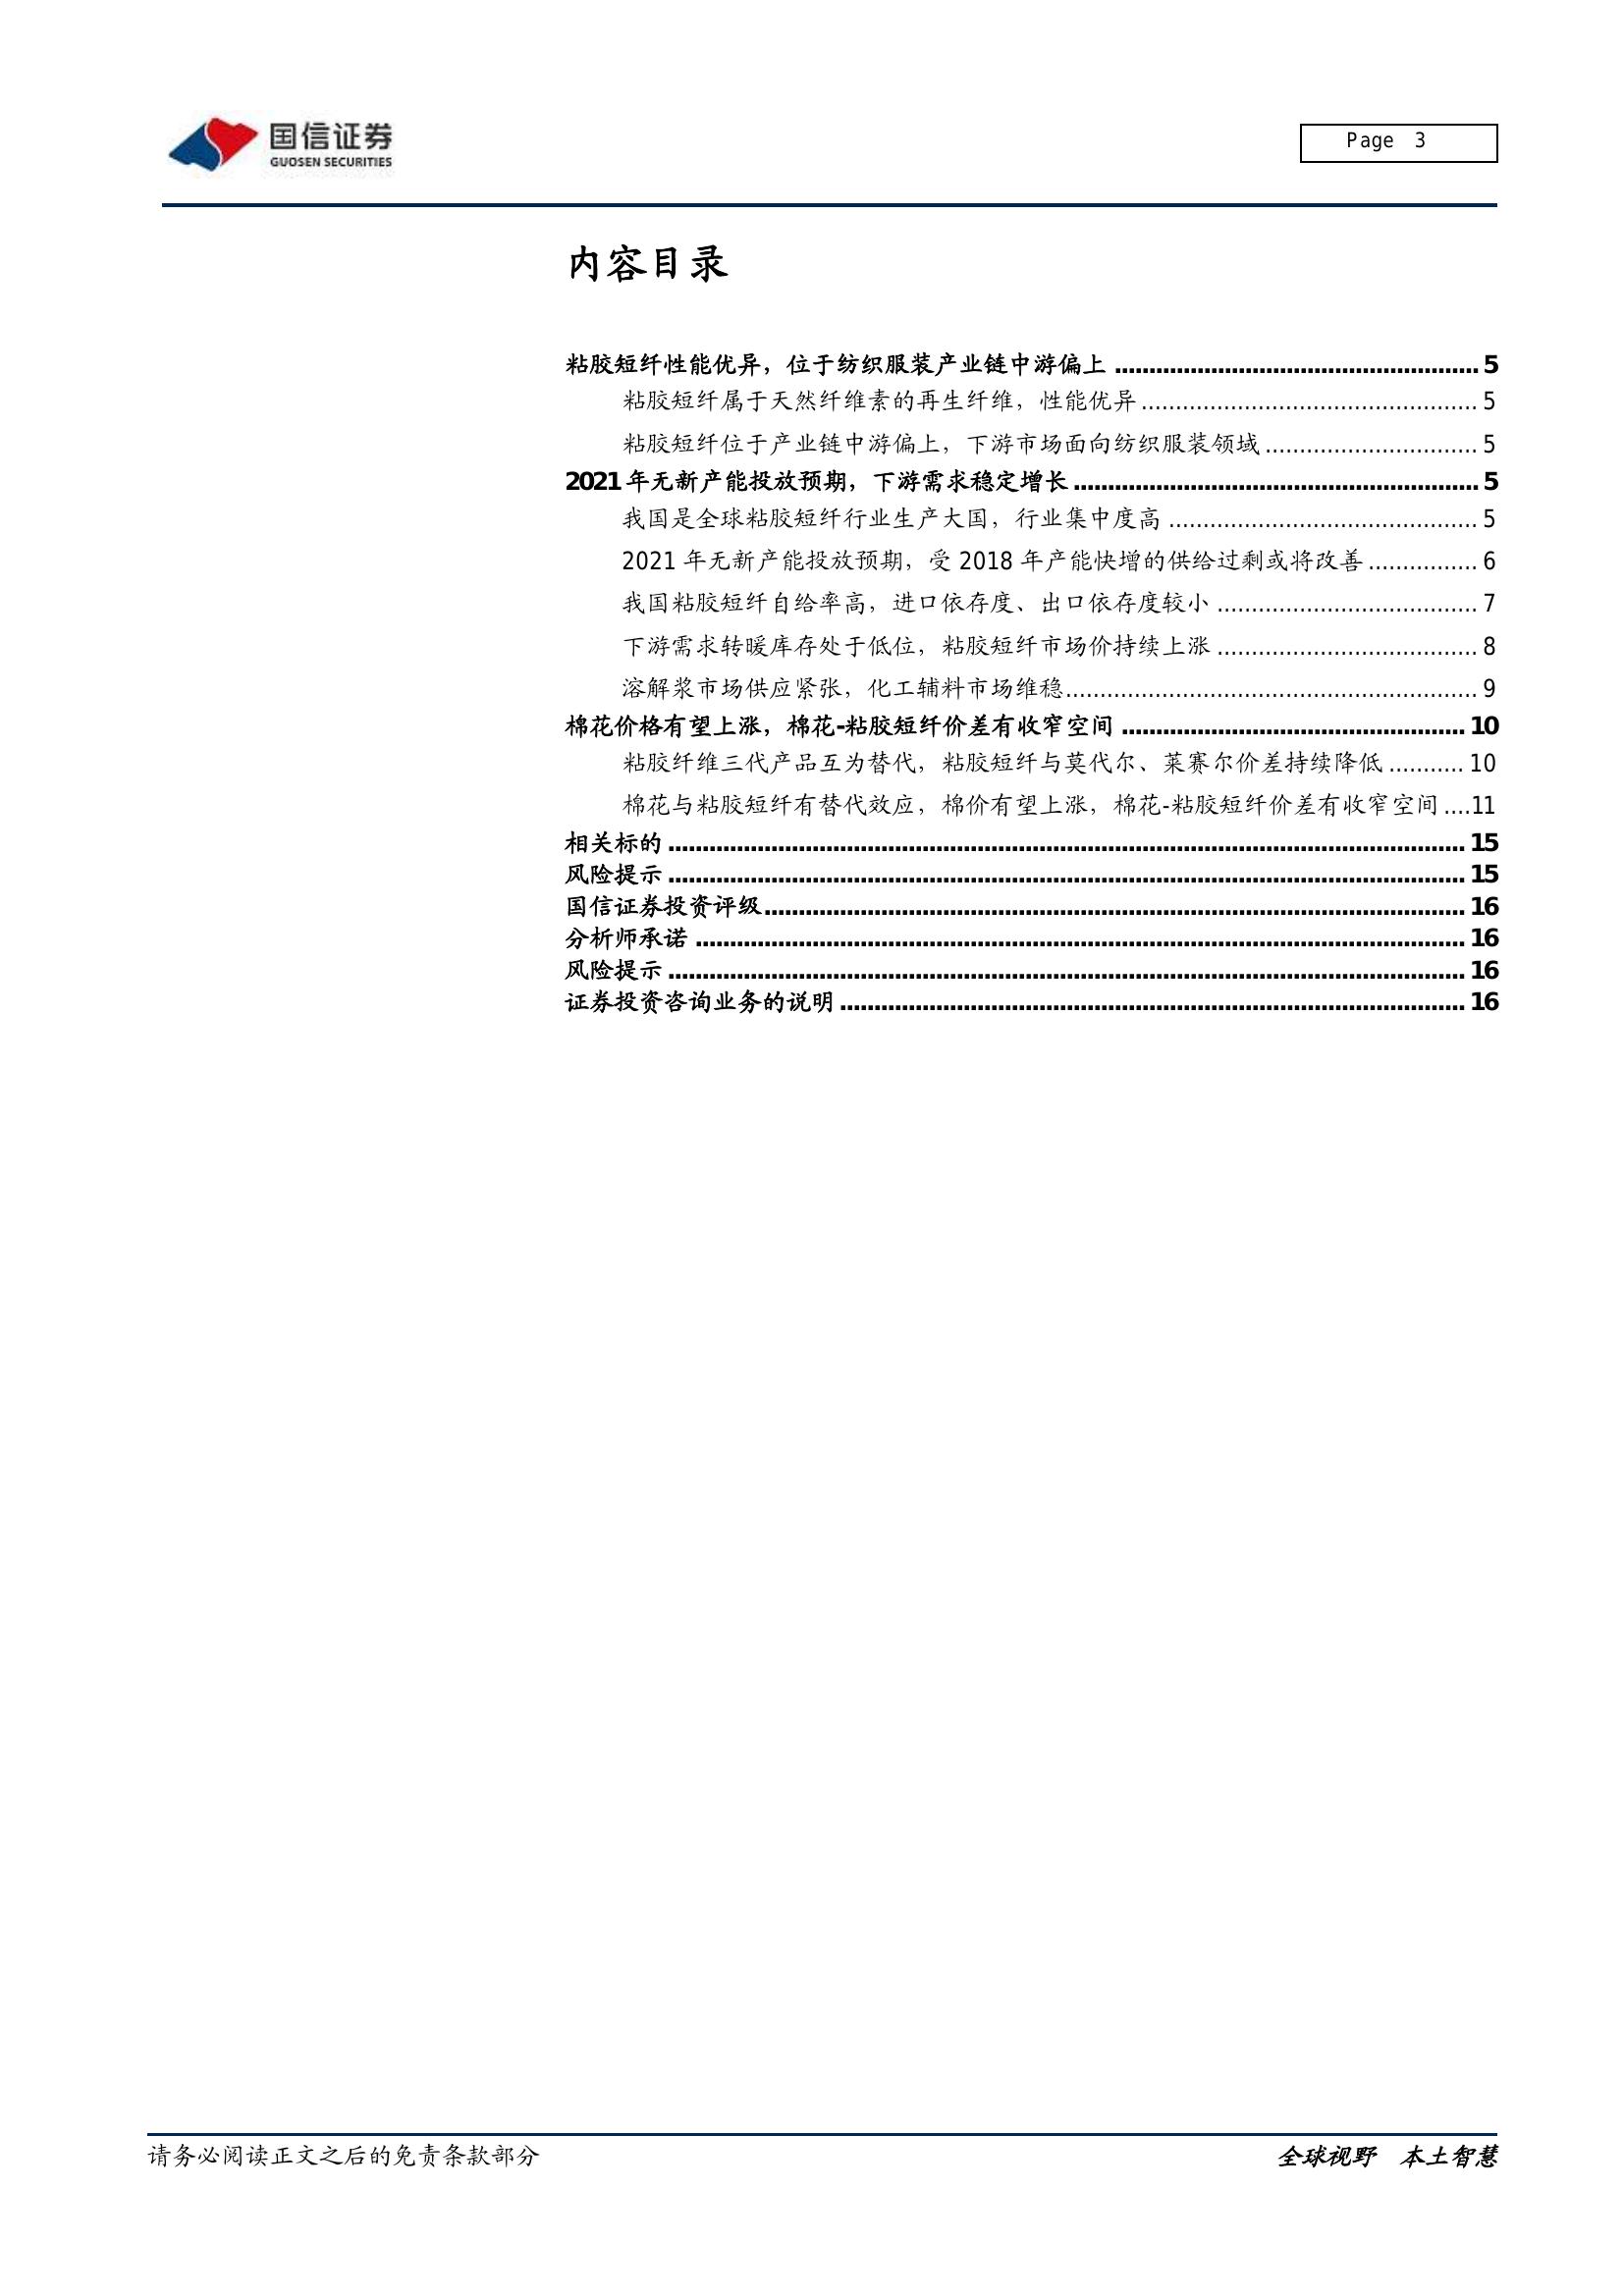 国信证券
GUOSEN SECURITIES
Page 3
内容目录
粘胶短纤性能优异，位于纺织服装产业链中游偏上 ..................................................... 5
粘胶短纤属于天然纤维素的再生纤维，性能优异 ................................................. 5
粘胶短纤位于产业链中游偏上，下游市场面向纺织服装领域 ............................... 5
2021 年无新产能投放预期，下游需求稳定增长 ........................................................... 5
我国是全球粘胶短纤行业生产大国，行业集中度高 ............................................. 5
2021 年无新产能投放预期，受 2018 年产能快增的供给过剩或将改善 ................ 6
我国粘胶短纤自给率高，进口依存度、出口依存度较小 ...................................... 7
下游需求转暖库存处于低位，粘胶短纤市场价持续上涨 ...................................... 8
溶解浆市场供应紧张，化工辅料市场维稳............................................................ 9
棉花价格有望上涨，棉花-粘胶短纤价差有收窄空间 .................................................. 10
粘胶纤维三代产品互为替代，粘胶短纤与莫代尔、莱赛尔价差持续降低 ........... 10
棉花与粘胶短纤有替代效应，棉价有望上涨，棉花-粘胶短纤价差有收窄空间 ....11
相关标的 .................................................................................................................... 15
风险提示 .................................................................................................................... 15
国信证券投资评级...................................................................................................... 16
分析师承诺 ................................................................................................................ 16
风险提示 .................................................................................................................... 16
证券投资咨询业务的说明 ........................................................................................... 16
请务必阅读正文之后的免责条款部分
全球视野 本土智慧